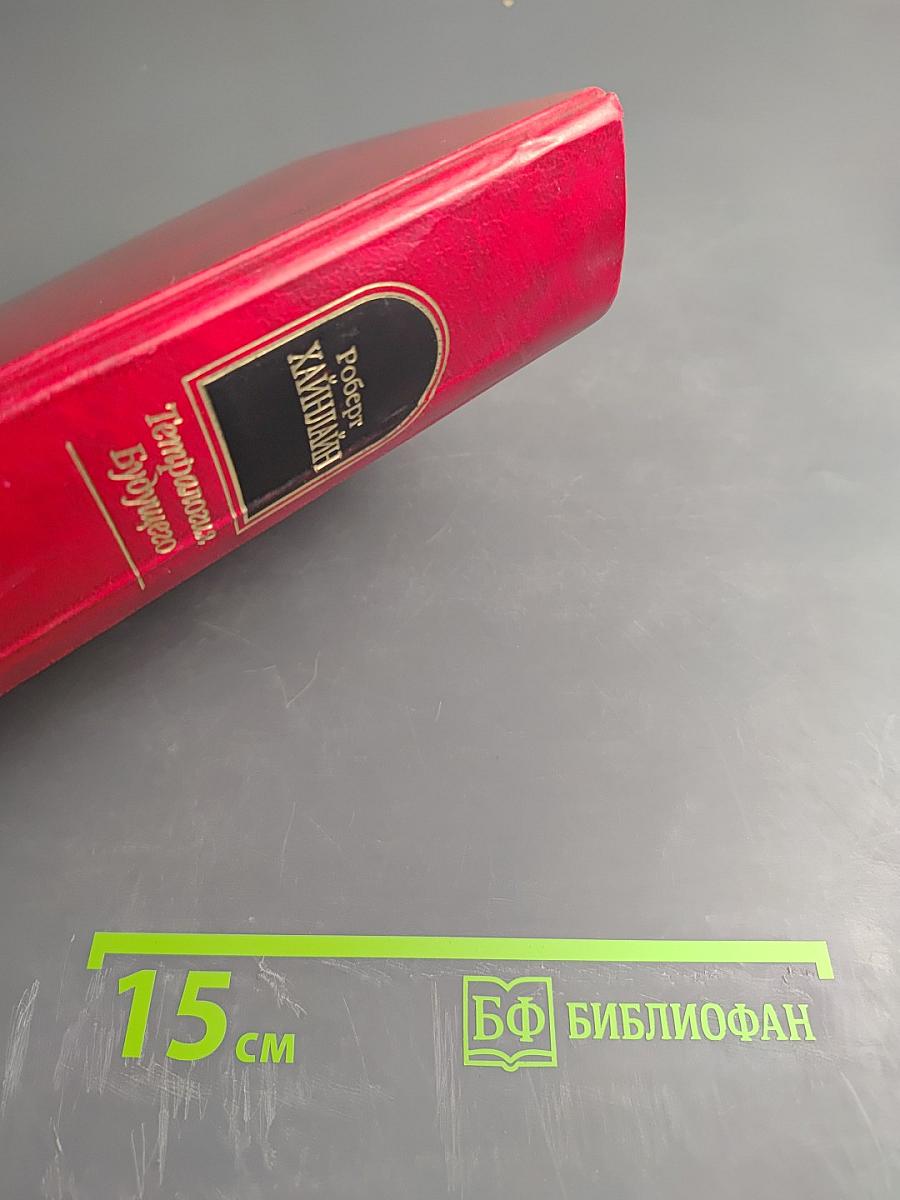 Роберт
ХАЙНЛАЙН
Тетралогия
Будущего
15 см
БФ БИБЛИОФАН